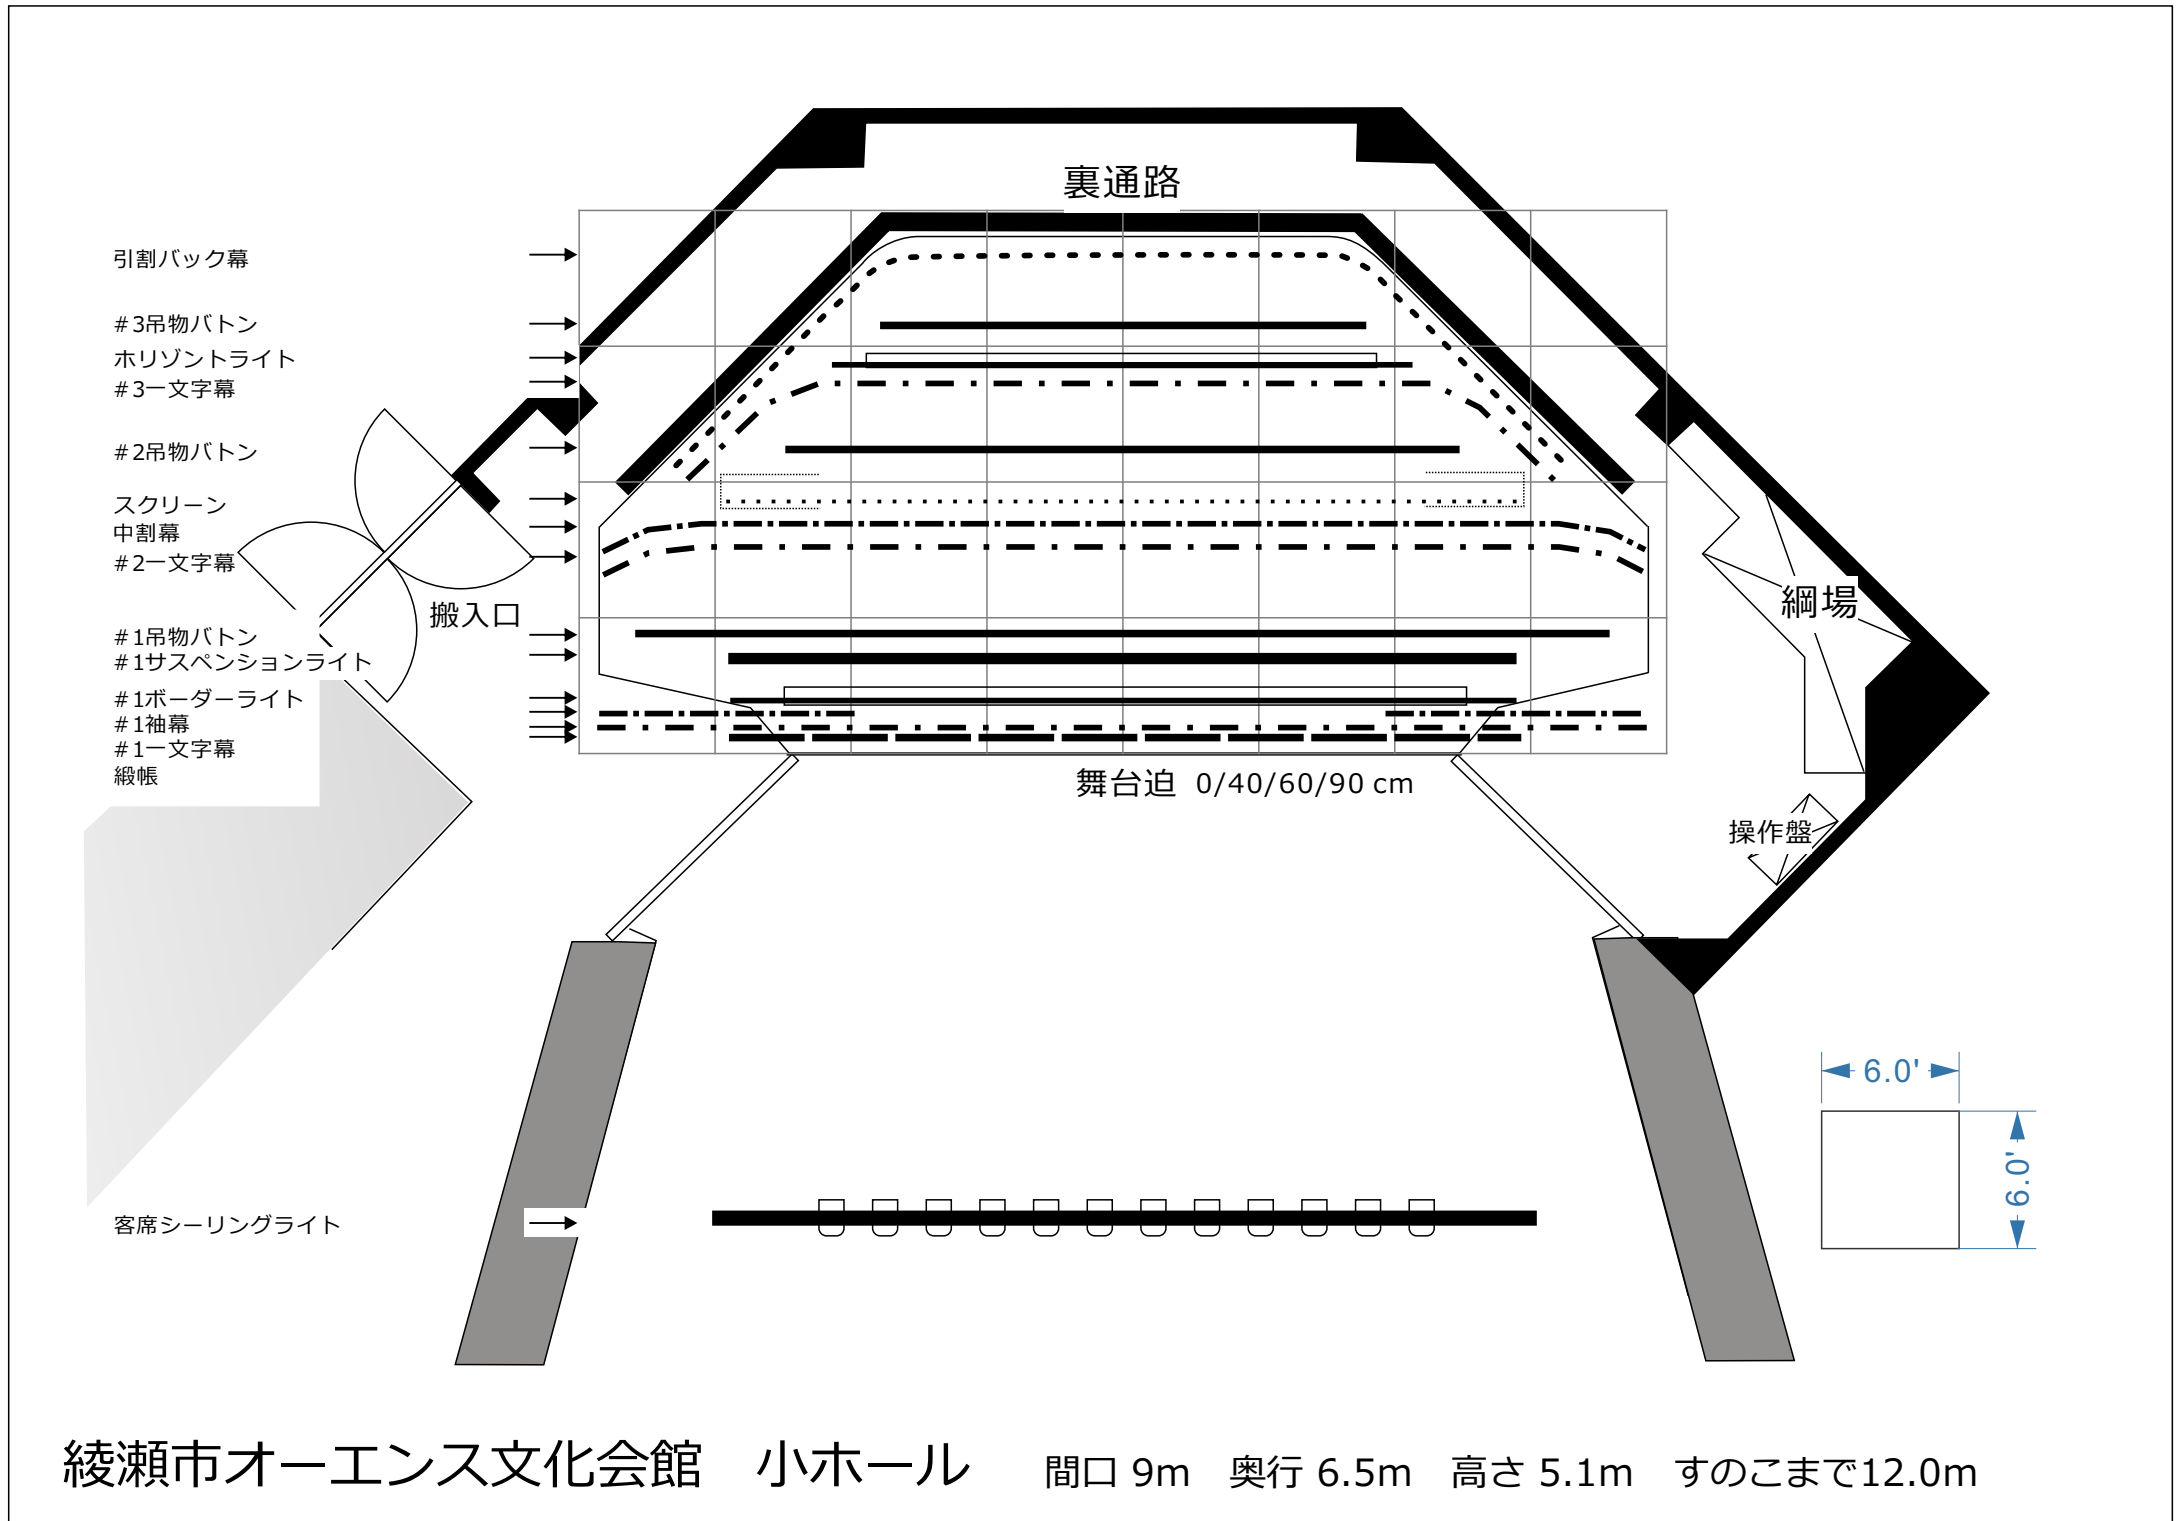 裏通路
引割バック幕
#3吊物バトン
ホリゾントライト
#3一文字幕
#2吊物バトン
スクリーン
中割幕
#2一文字幕
搬入口
綱場
#1吊物バトン
#1サスペンションライト
#1ボーダーライト
#1袖幕
#1一文字幕
緞帳
舞台迫 0/40/60/90 cm
操作盤
6.0'
6.0'
客席シーリングライト
綾瀬市オーエンス文化会館　小ホール　間口 9m　奥行 6.5m　高さ 5.1m　すのこまで12.0m